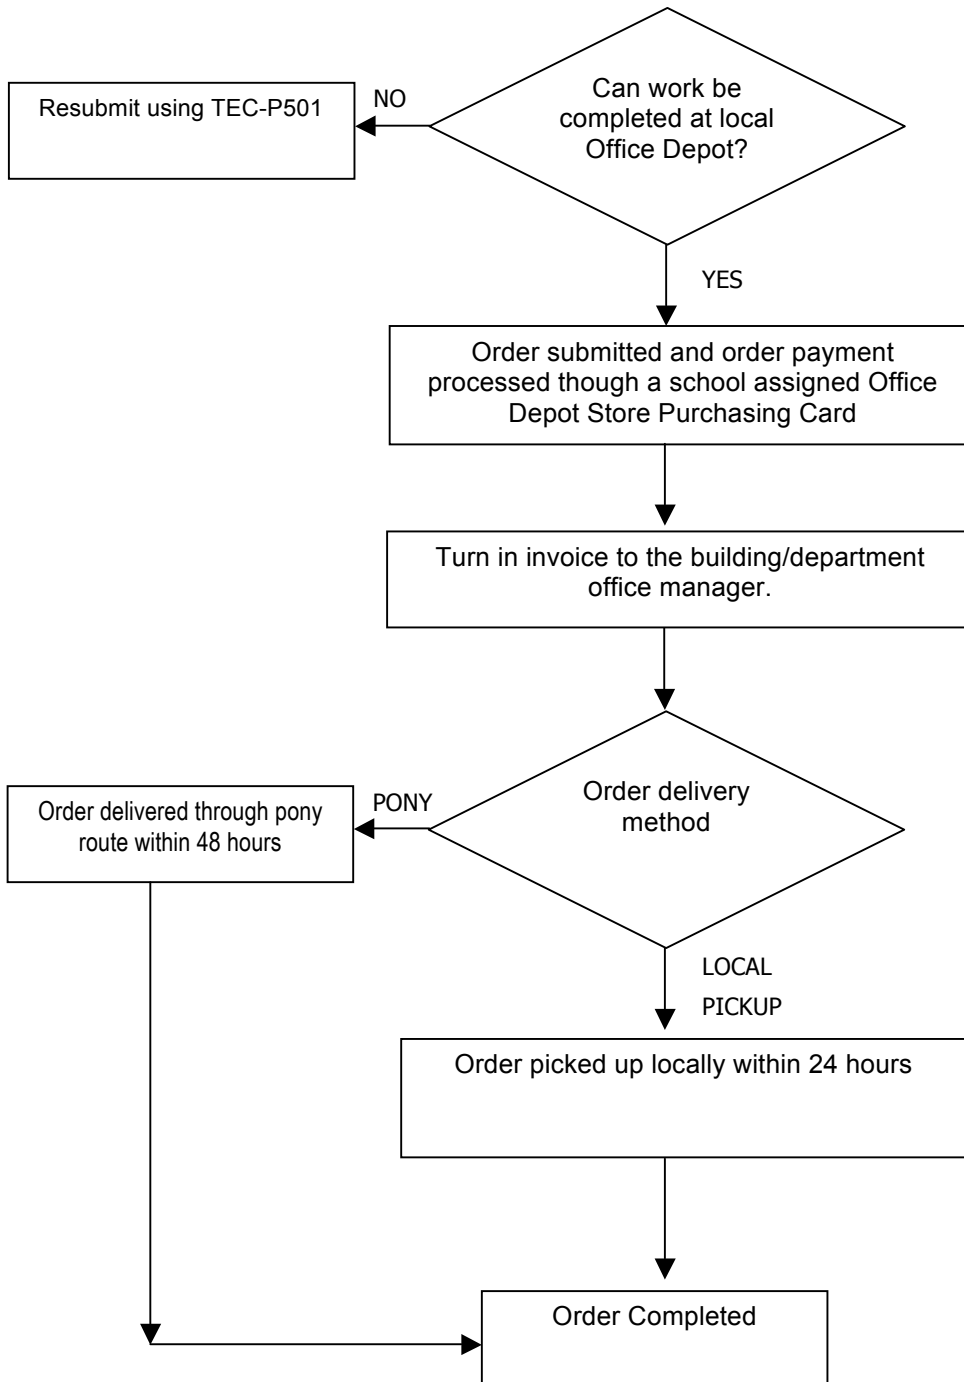 Can work be
completed at local
Office Depot?
NO
Resubmit using TEC-P501
YES
Order submitted and order payment
processed though a school assigned Office
Depot Store Purchasing Card
Turn in invoice to the building/department
office manager.
Order delivery
method
PONY
Order delivered through pony
route within 48 hours
LOCAL
PICKUP
Order picked up locally within 24 hours
Order Completed